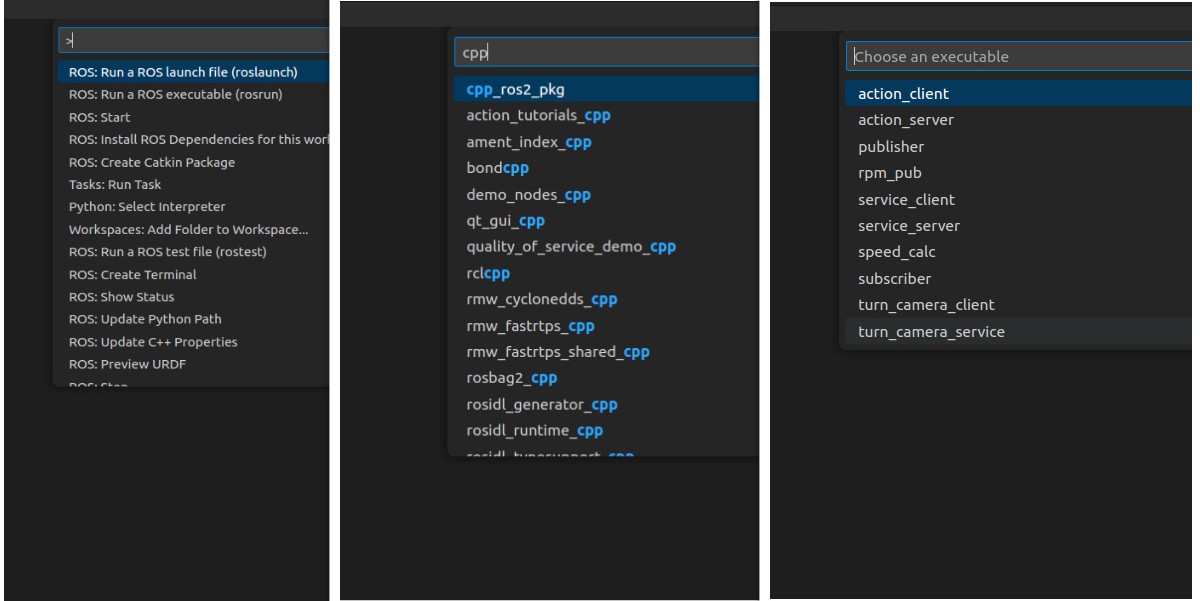 >
ROS: Run a ROS launch file (roslaunch)
ROS: Run a ROS executable (rosrun)
ROS: Start
ROS: Install ROS Dependencies for this wor
ROS: Create Catkin Package
Tasks: Run Task
Python: Select Interpreter
Workspaces: Add Folder to Workspace...
ROS: Run a ROS test file (rostest)
ROS: Create Terminal
ROS: Show Status
ROS: Update Python Path
ROS: Update C++ Properties
ROS: Preview URDF
ROS: Stop
cpp
cpp_ros2_pkg
action_tutorials_cpp
ament_index_cpp
bondcpp
demo_nodes_cpp
qt_gui_cpp
quality_of_service_demo_cpp
rclcpp
rmw_cyclonedds_cpp
rmw_fastrtps_cpp
rmw_fastrtps_shared_cpp
rosbag2_cpp
rosidl_generator_cpp
rosidl_runtime_cpp
rosidl_typesupport_cpp
Choose an executable
action_client
action_server
publisher
rpm_pub
service_client
service_server
speed_calc
subscriber
turn_camera_client
turn_camera_service